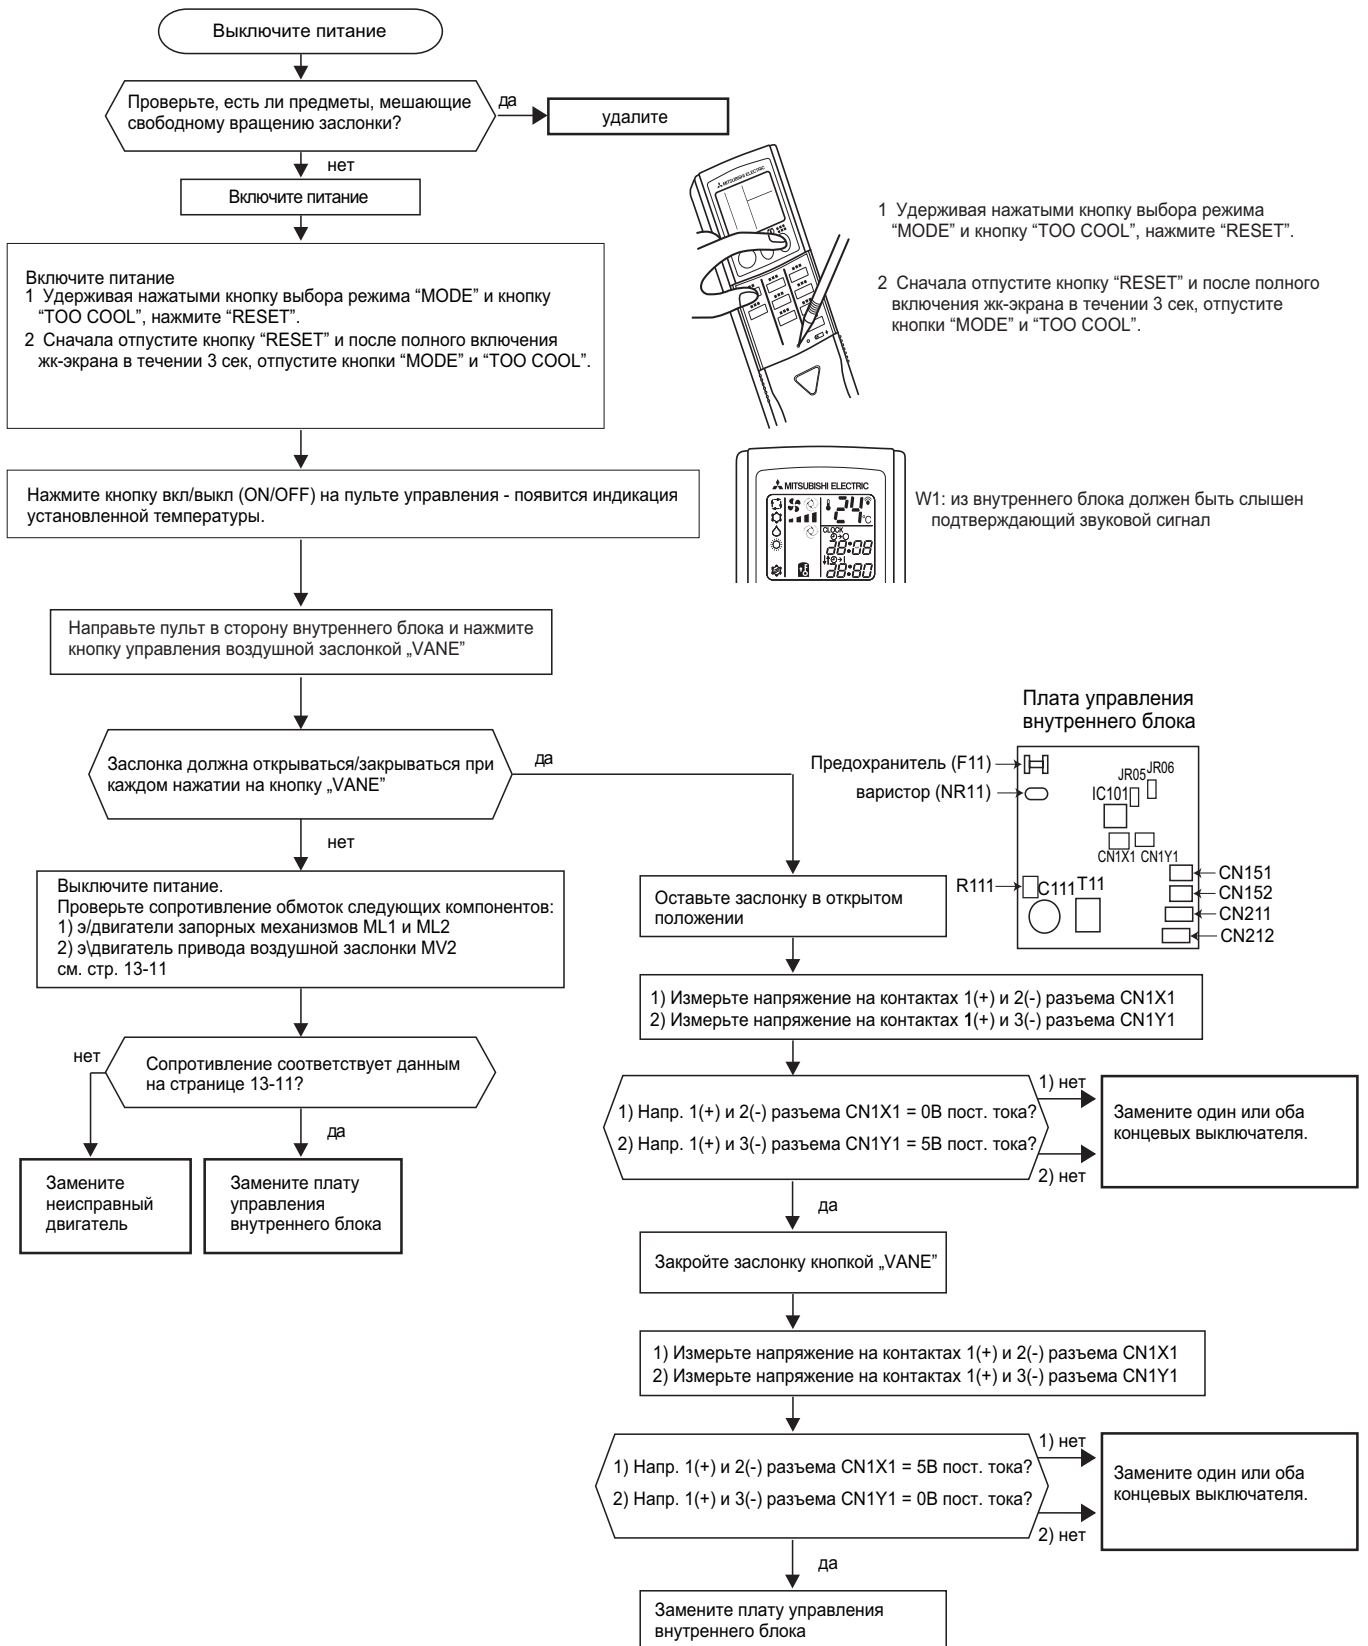 Выключите питание
Проверьте, есть ли предметы, мешающие
свободному вращению заслонки?
да
удалите
нет
Включите питание
Включите питание
1 Удерживая нажатыми кнопку выбора режима “MODE” и кнопку
“TOO COOL”, нажмите “RESET”.
2 Сначала отпустите кнопку “RESET” и после полного включения
жк-экрана в течении 3 сек, отпустите кнопки “MODE” и “TOO COOL”.
MITSUBISHI ELECTRIC
1 Удерживая нажатыми кнопку выбора режима
“MODE” и кнопку “TOO COOL”, нажмите “RESET”.
2 Сначала отпустите кнопку “RESET” и после полного
включения жк-экрана в течении 3 сек, отпустите
кнопки “MODE” и “TOO COOL”.
Нажмите кнопку вкл/выкл (ON/OFF) на пульте управления - появится индикация
установленной температуры.
MITSUBISHI ELECTRIC
24°C
CLOCK
W1: из внутреннего блока должен быть слышен
подтверждающий звуковой сигнал
Направьте пульт в сторону внутреннего блока и нажмите
кнопку управления воздушной заслонкой „VANE”
Заслонка должна открываться/закрываться при
каждом нажатии на кнопку „VANE”
да
нет
Плата управления
внутреннего блока
Предохранитель (F11)
варистор (NR11)
JR05
JR06
IC101
CN1X1
CN1Y1
R111
C111
T11
CN151
CN152
CN211
CN212
Выключите питание.
Проверьте сопротивление обмоток следующих компонентов:
1) э/двигатели запорных механизмов ML1 и ML2
2) э\двигатель привода воздушной заслонки MV2
см. стр. 13-11
Сопротивление соответствует данным
на странице 13-11?
нет
да
Замените
неисправный
двигатель
Замените плату
управления
внутреннего блока
Оставьте заслонку в открытом
положении
1) Измерьте напряжение на контактах 1(+) и 2(-) разъема CN1X1
2) Измерьте напряжение на контактах 1(+) и 3(-) разъема CN1Y1
1) Напр. 1(+) и 2(-) разъема CN1X1 = 0В пост. тока?
2) Напр. 1(+) и 3(-) разъема CN1Y1 = 5В пост. тока?
1) нет
2) нет
Замените один или оба
концевых выключателя.
да
Закройте заслонку кнопкой „VANE”
1) Измерьте напряжение на контактах 1(+) и 2(-) разъема CN1X1
2) Измерьте напряжение на контактах 1(+) и 3(-) разъема CN1Y1
1) Напр. 1(+) и 2(-) разъема CN1X1 = 5В пост. тока?
2) Напр. 1(+) и 3(-) разъема CN1Y1 = 0В пост. тока?
1) нет
2) нет
Замените один или оба
концевых выключателя.
да
Замените плату управления
внутреннего блока